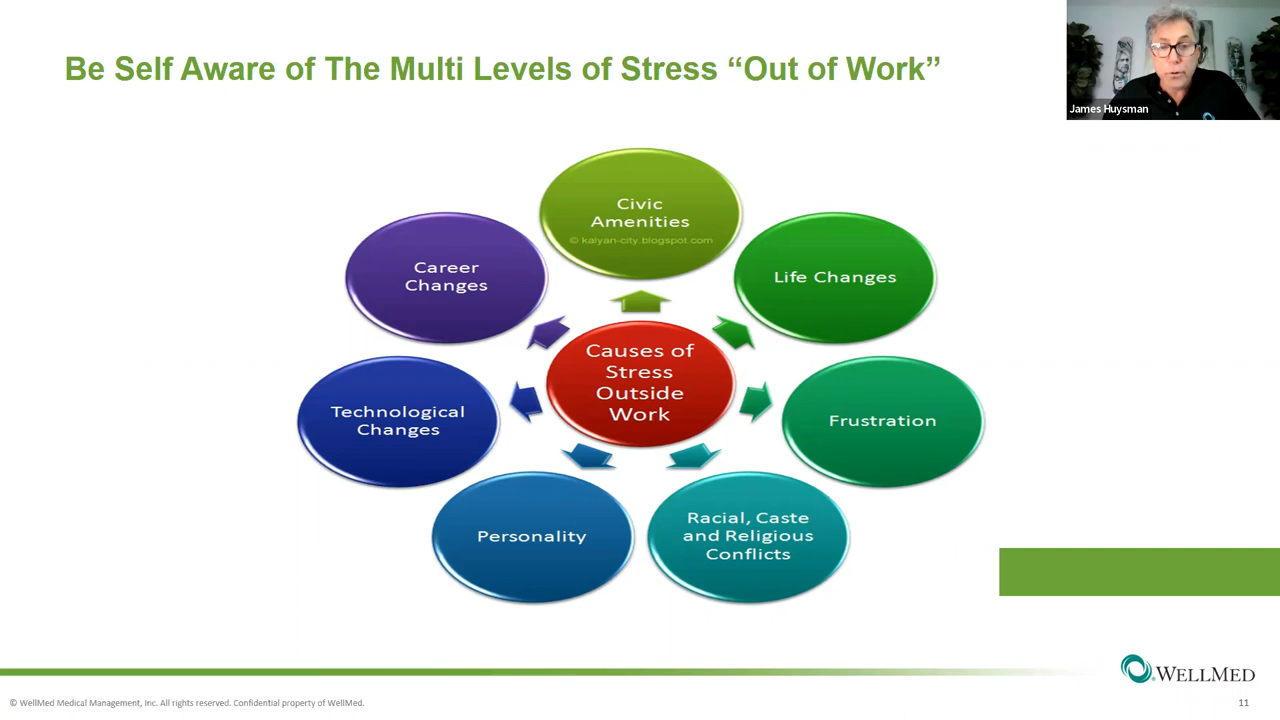 Be Self Aware of The Multi Levels of Stress “Out of Work”
James Huysman
Civic
Amenities
© kalyan-city.blogspot.com
Career
Changes
Life Changes
Causes of
Stress
Outside
Work
Technological
Changes
Frustration
Personality
Racial, Caste
and Religious
Conflicts
WELLMED
© WellMed Medical Management, Inc. All rights reserved. Confidential property of WellMed.
11